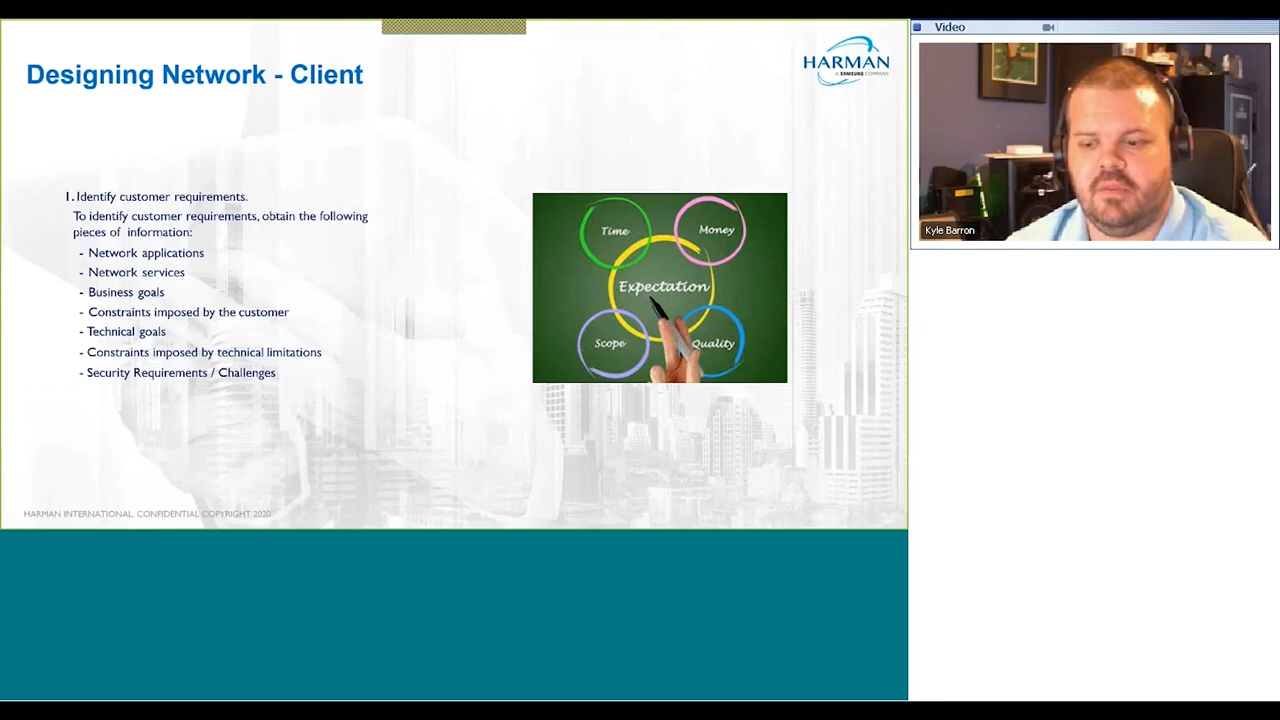 Designing Network - Client
HARMAN
A SAMSUNG COMPANY
Video
1. Identify customer requirements.
To identify customer requirements, obtain the following
pieces of information:
- Network applications
- Network services
- Business goals
- Constraints imposed by the customer
- Technical goals
- Constraints imposed by technical limitations
- Security Requirements / Challenges
Time
Money
Expectation
Scope
Quality
Kyle Barron
HARMAN INTERNATIONAL. CONFIDENTIAL COPYRIGHT 2020